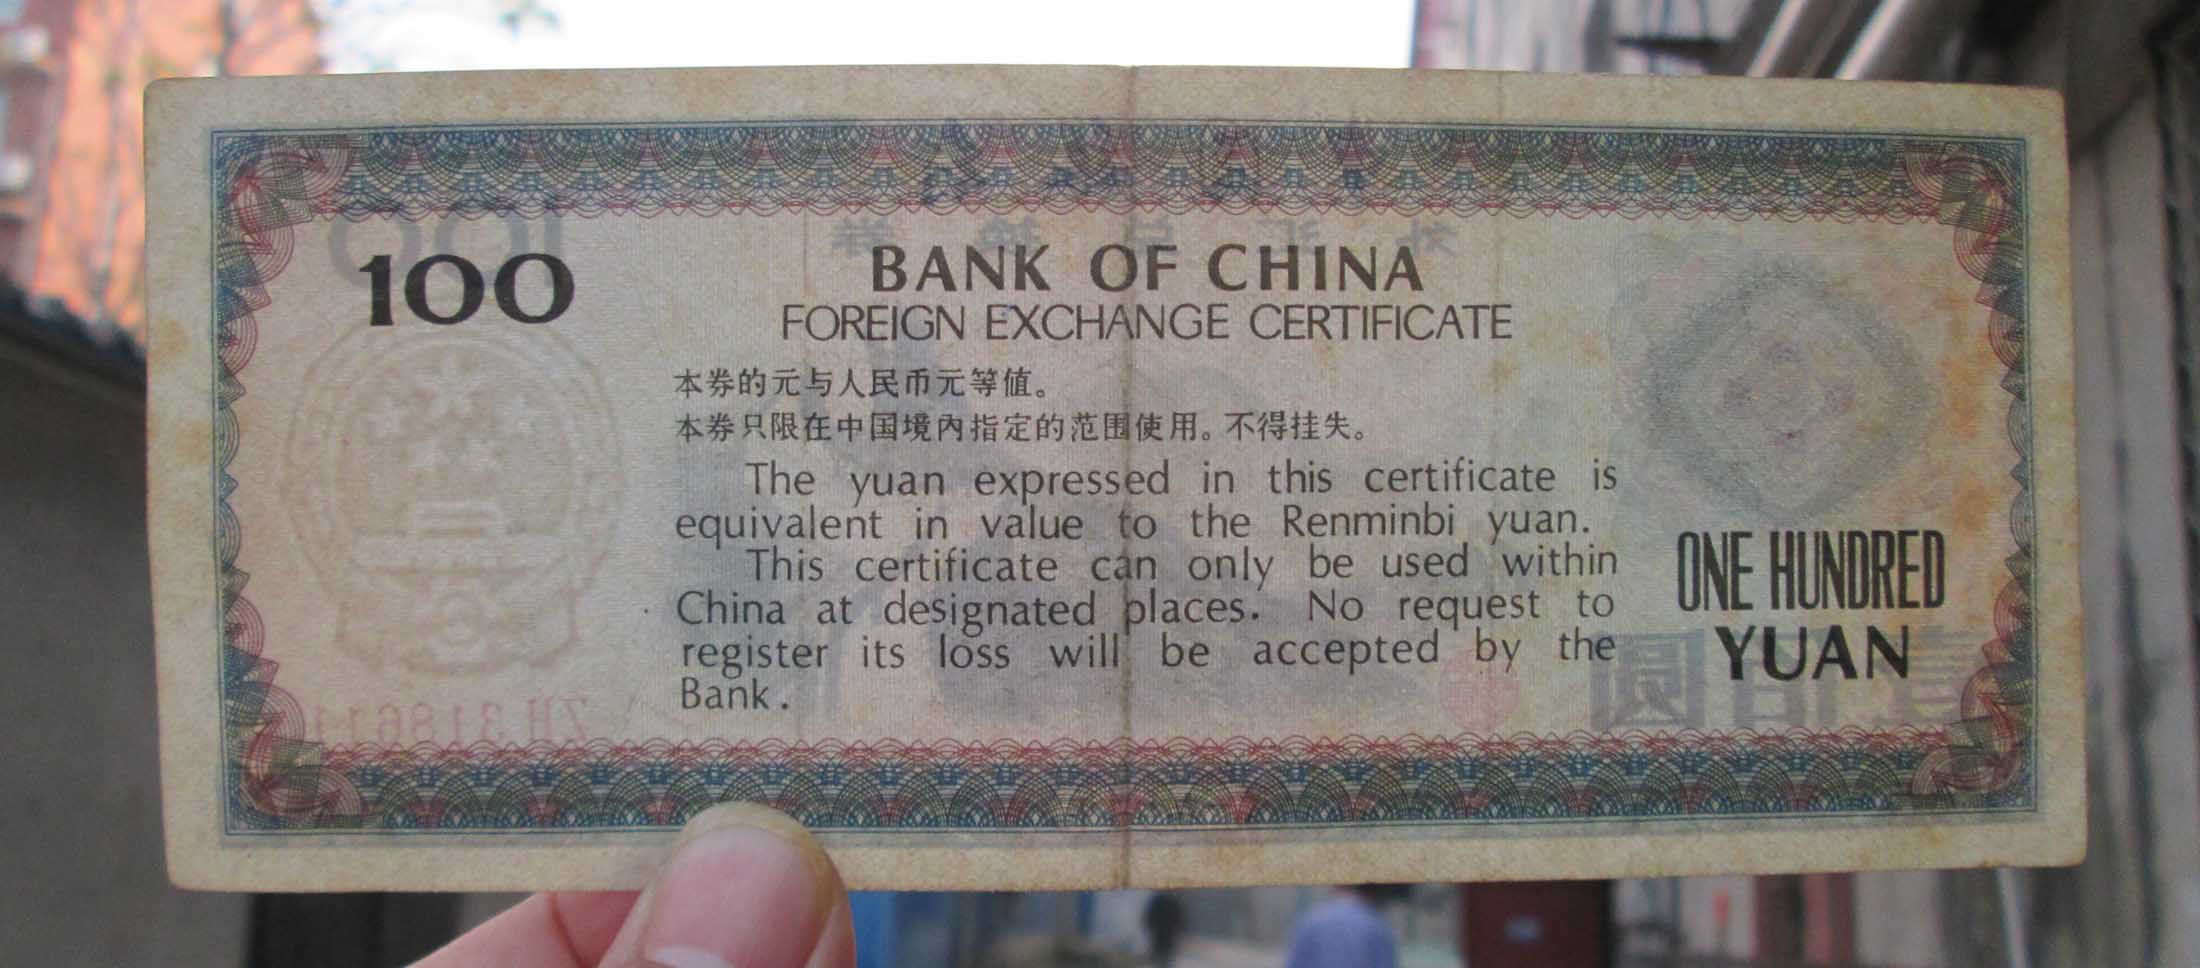 100
BANK OF CHINA
FOREIGN EXCHANGE CERTIFICATE
本券的元与人民币元等值。
本券只限在中国境内指定的范围使用。不得挂失。
The yuan expressed in this certificate is
equivalent in value to the Renminbi yuan.
This certificate can only be used within
China at designated places. No request to
register its loss will be accepted by the
Bank.
ONE HUNDRED
YUAN